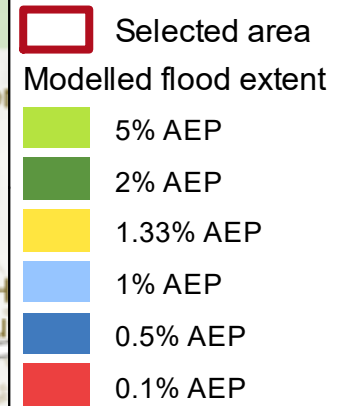 Selected area
Modelled flood extent
5% AEP
2% AEP
1.33% AEP
1% AEP
0.5% AEP
0.1% AEP